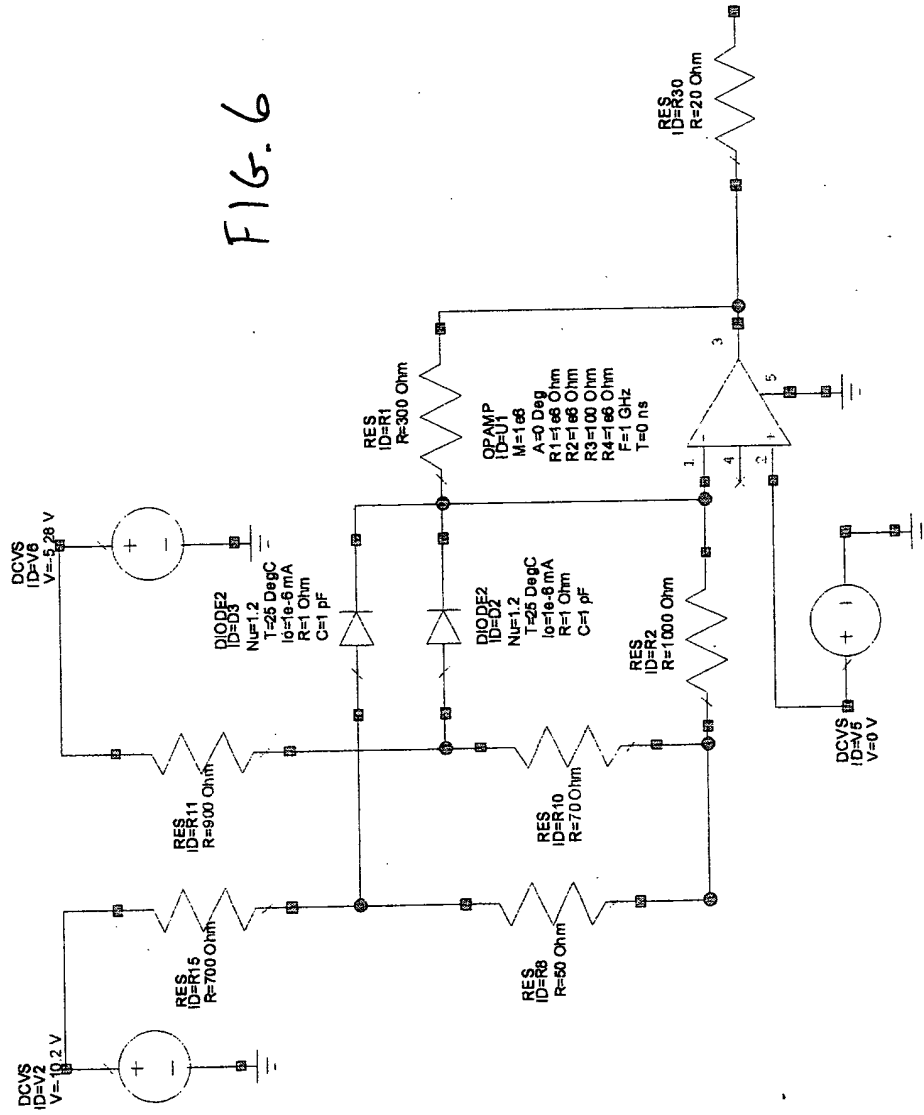 FIG. 6
DCVS
ID=V2
V=-10.2 V
RES
ID=R15
R=700 Ohm
RES
ID=R8
R=50 Ohm
RES
ID=R11
R=900 Ohm
RES
ID=R10
R=70 Ohm
DCVS
ID=V6
V=-5.28 V
DIODE2
ID=D3
Nu=1.2
T=25 DegC
Io=1e-6 mA
R=1 Ohm
C=1 pF
DIODE2
ID=D2
Nu=1.2
T=25 DegC
Io=1e-6 mA
R=1 Ohm
C=1 pF
RES
ID=R2
R=1000 Ohm
DCVS
ID=V5
V=0 V
RES
ID=R1
R=300 Ohm
OPAMP
ID=U1
M=1e6
A=0 Deg
R1=1e6 Ohm
R2=1e6 Ohm
R3=100 Ohm
R4=1e6 Ohm
F=1 GHz
T=0 ns
1
4
2
3
5
RES
ID=R30
R=20 Ohm